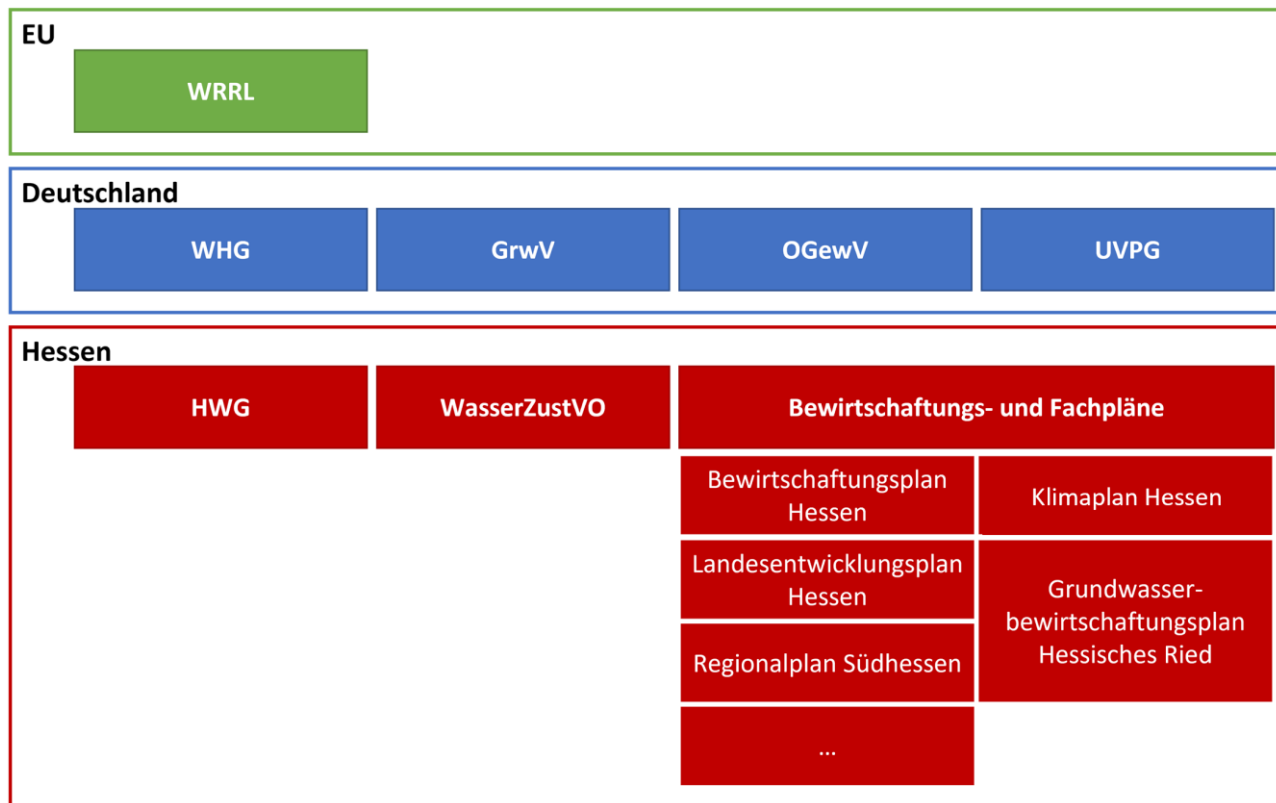 EU
WRRL
Deutschland
WHG
GrwV
OGewV
UVPG
Hessen
HWG
WasserZustVO
Bewirtschaftungs- und Fachpläne
Bewirtschaftungsplan
Hessen
Klimaplan Hessen
Landesentwicklungsplan
Hessen
Grundwasser-
bewirtschaftungsplan
Hessisches Ried
Regionalplan Südhessen
...